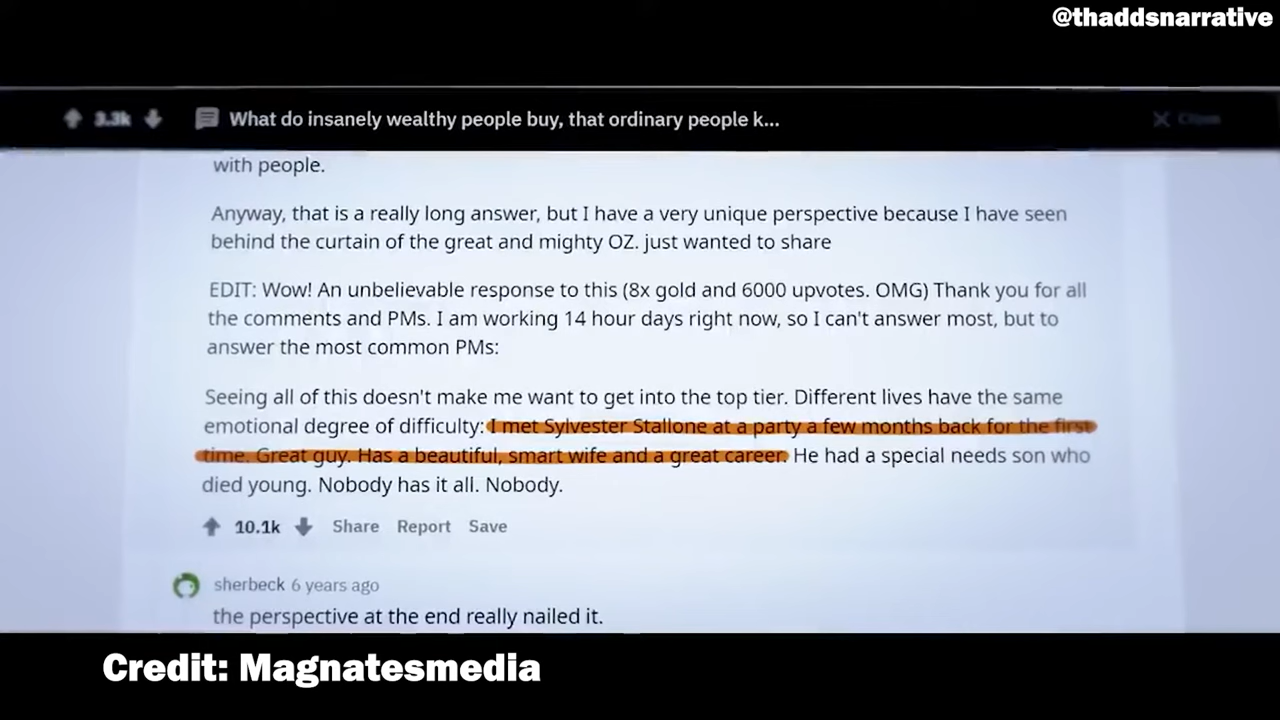 @thaddsnarrative
3.3k
What do insanely wealthy people buy, that ordinary people k...
Close
with people.
Anyway, that is a really long answer, but I have a very unique perspective because I have seen
behind the curtain of the great and mighty OZ. just wanted to share
EDIT: Wow! An unbelievable response to this (8x gold and 6000 upvotes. OMG) Thank you for all
the comments and PMs. I am working 14 hour days right now, so I can't answer most, but to
answer the most common PMs:
Seeing all of this doesn't make me want to get into the top tier. Different lives have the same
emotional degree of difficulty: I met Sylvester Stallone at a party a few months back for the first
time. Great guy. Has a beautiful, smart wife and a great career. He had a special needs son who
died young. Nobody has it all. Nobody.
10.1k Share Report Save
sherbeck 6 years ago
the perspective at the end really nailed it.
Credit: Magnatesmedia